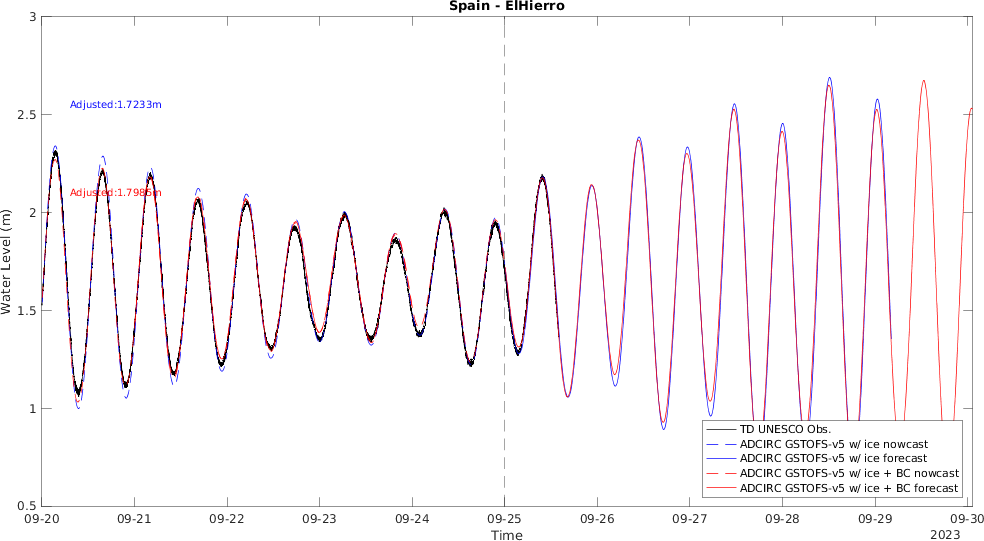 Spain - ElHierro
3
2.5
2
1.5
1
0.5
Water Level (m)
Adjusted:1.7233m
Adjusted:1.7985m
TD UNESCO Obs.
ADCIRC GSTOFS-v5 w/ ice nowcast
ADCIRC GSTOFS-v5 w/ ice forecast
ADCIRC GSTOFS-v5 w/ ice + BC nowcast
ADCIRC GSTOFS-v5 w/ ice + BC forecast
09-20 09-21 09-22 09-23 09-24 09-25 09-26 09-27 09-28 09-29 09-30
Time
2023